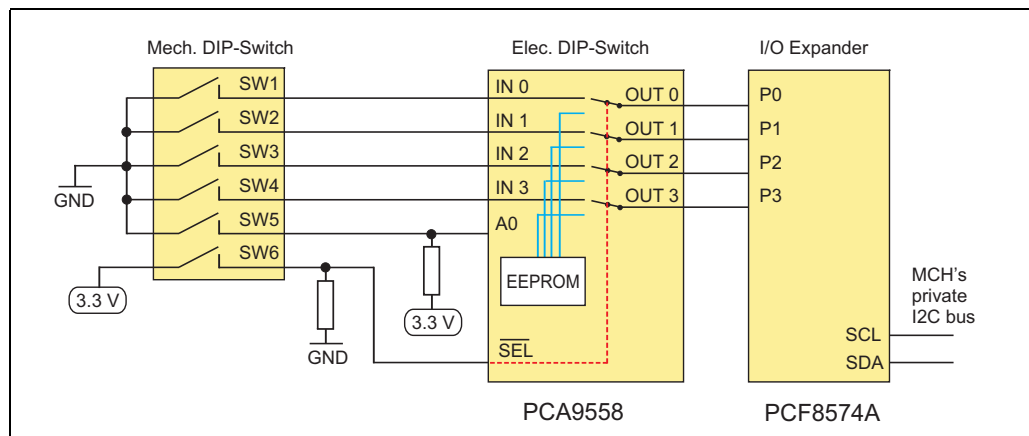 Mech. DIP-Switch
Elec. DIP-Switch
I/O Expander
SW1
IN 0
OUT 0
P0
SW2
IN 1
OUT 1
P1
SW3
IN 2
OUT 2
P2
GND
SW4
IN 3
OUT 3
P3
SW5
A0
SW6
3.3 V
EEPROM
3.3 V
MCH's
private
I2C bus
GND
SEL
SCL
SDA
PCA9558
PCF8574A